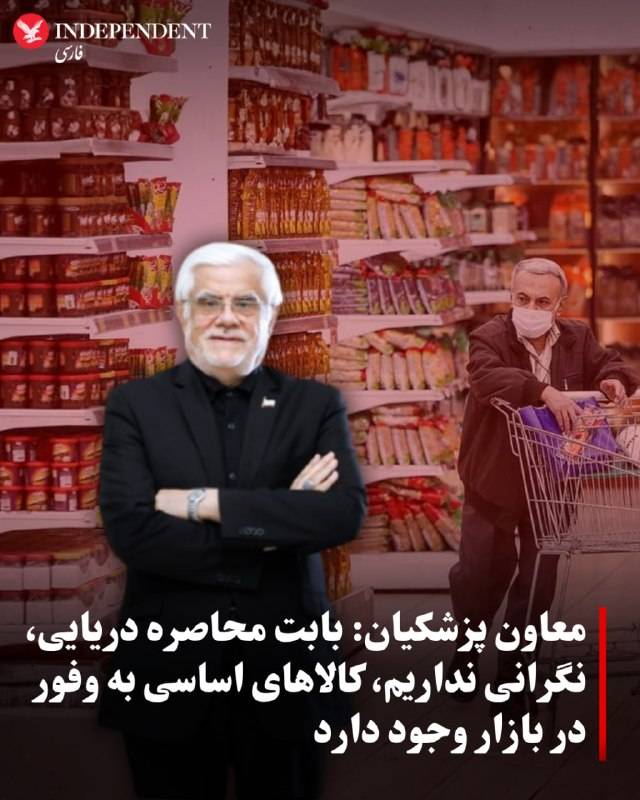 INDEPENDENT
فارسی
معاون پزشکیان: بابت محاصره دریایی،
نگرانی نداریم، کالاهای اساسی به وفور
در بازار وجود دارد